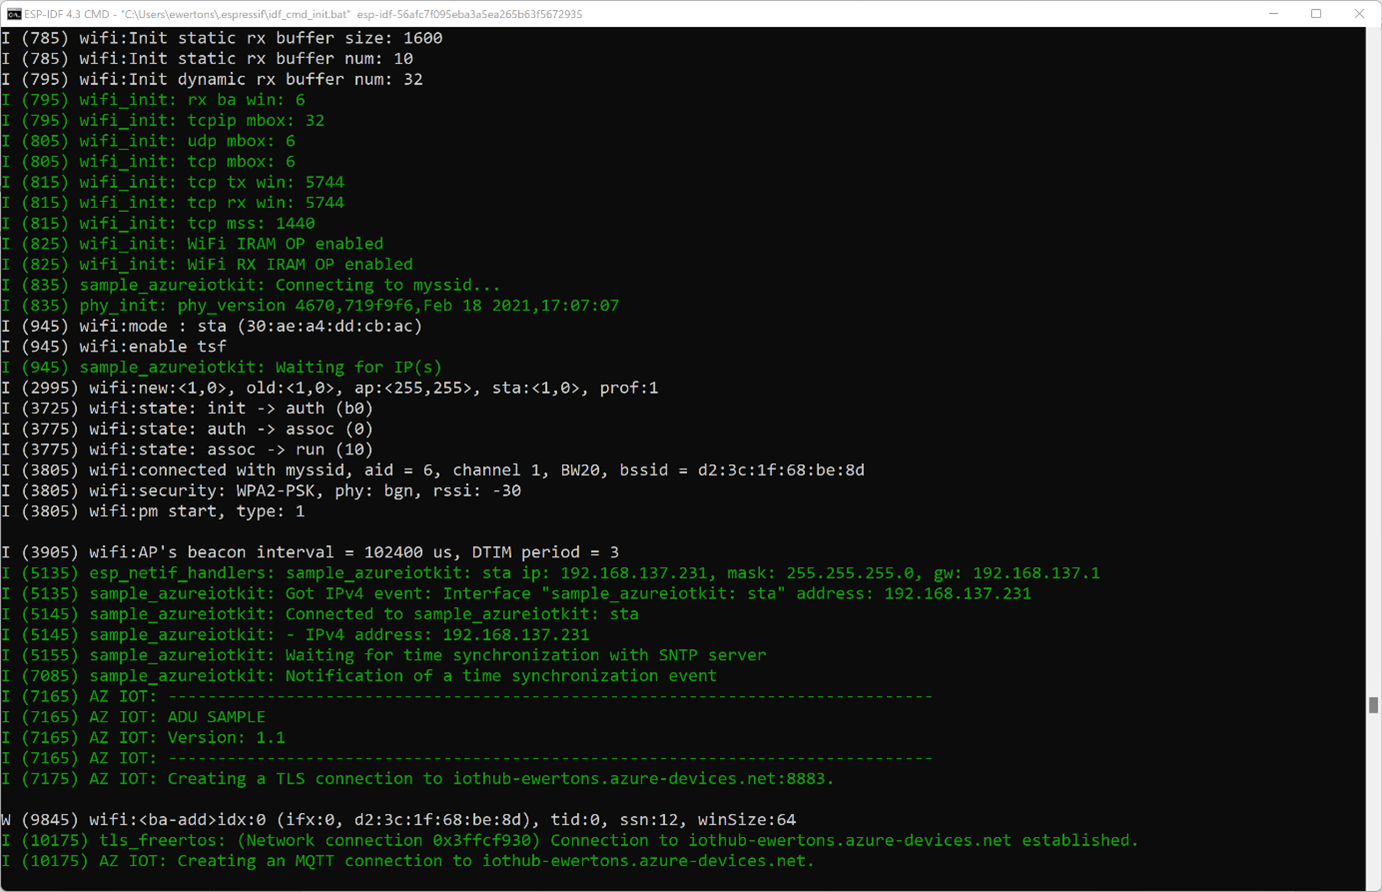 ESP-IDF 4.3 CMD - "C:\Users\ewertons\.espressif\idf_cmd_init.bat" esp-idf-56afc7f095eba3a5ea265b63f5672935
I (785) wifi:Init static rx buffer size: 1600
I (785) wifi:Init static rx buffer num: 10
I (795) wifi:Init dynamic rx buffer num: 32
I (795) wifi_init: rx ba win: 6
I (795) wifi_init: tcpip mbox: 32
I (805) wifi_init: udp mbox: 6
I (805) wifi_init: tcp mbox: 6
I (815) wifi_init: tcp tx win: 5744
I (815) wifi_init: tcp rx win: 5744
I (815) wifi_init: tcp mss: 1440
I (825) wifi_init: WiFi IRAM OP enabled
I (825) wifi_init: WiFi RX IRAM OP enabled
I (835) sample_azureiotkit: Connecting to myssid...
I (835) phy_init: phy_version 4670,719f9f6,Feb 18 2021,17:07:07
I (945) wifi:mode : sta (30:ae:a4:dd:cb:ac)
I (945) wifi:enable tsf
I (945) sample_azureiotkit: Waiting for IP(s)
I (2995) wifi:new:<1,0>, old:<1,0>, ap:<255,255>, sta:<1,0>, prof:1
I (3725) wifi:state: init -> auth (b0)
I (3775) wifi:state: auth -> assoc (0)
I (3775) wifi:state: assoc -> run (10)
I (3805) wifi:connected with myssid, aid = 6, channel 1, BW20, bssid = d2:3c:1f:68:be:8d
I (3805) wifi:security: WPA2-PSK, phy: bgn, rssi: -30
I (3805) wifi:pm start, type: 1
I (3905) wifi:AP's beacon interval = 102400 us, DTIM period = 3
I (5135) esp_netif_handlers: sample_azureiotkit: sta ip: 192.168.137.231, mask: 255.255.255.0, gw: 192.168.137.1
I (5135) sample_azureiotkit: Got IPv4 event: Interface "sample_azureiotkit: sta" address: 192.168.137.231
I (5145) sample_azureiotkit: Connected to sample_azureiotkit: sta
I (5145) sample_azureiotkit: - IPv4 address: 192.168.137.231
I (5155) sample_azureiotkit: Waiting for time synchronization with SNTP server
I (7085) sample_azureiotkit: Notification of a time synchronization event
I (7165) AZ IOT: ------------------------------------------------------------------------------
I (7165) AZ IOT: ADU SAMPLE
I (7165) AZ IOT: Version: 1.1
I (7165) AZ IOT: ------------------------------------------------------------------------------
I (7175) AZ IOT: Creating a TLS connection to iothub-ewertons.azure-devices.net:8883.
W (9845) wifi:<ba-add>idx:0 (ifx:0, d2:3c:1f:68:be:8d), tid:0, ssn:12, winSize:64
I (10175) tls_freertos: (Network connection 0x3ffcf930) Connection to iothub-ewertons.azure-devices.net established.
I (10175) AZ IOT: Creating an MQTT connection to iothub-ewertons.azure-devices.net.